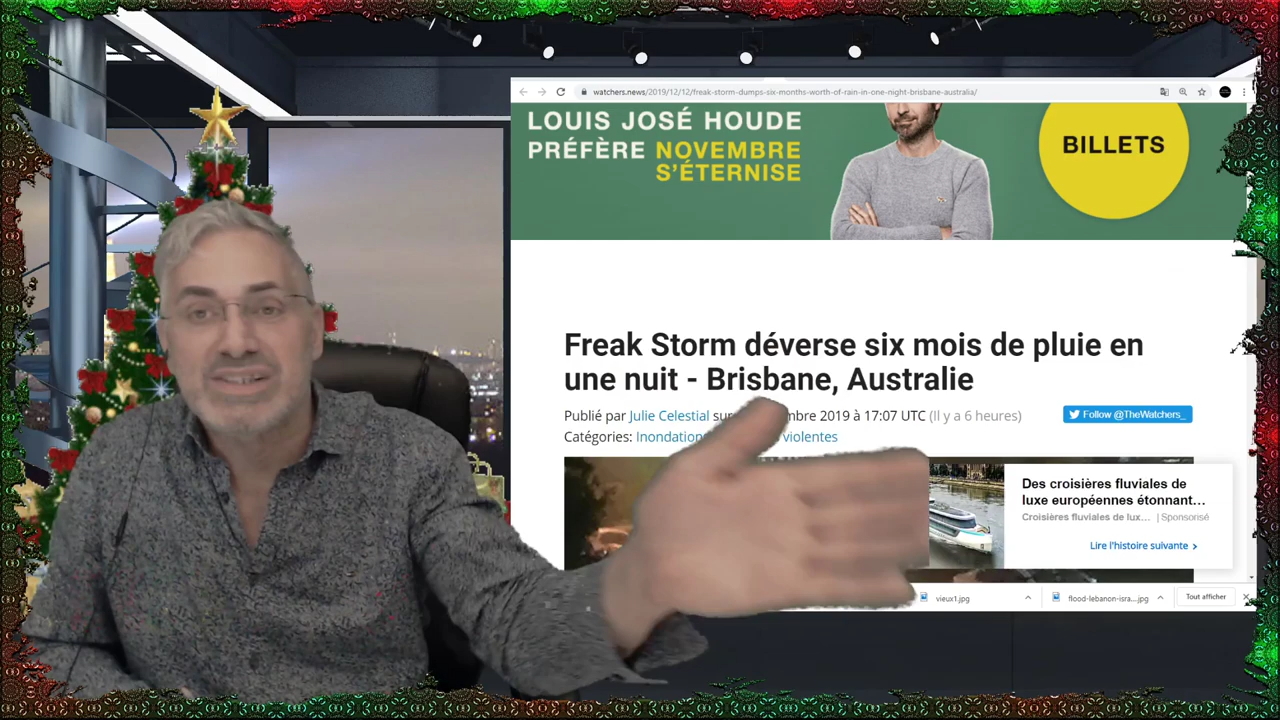 watchers.news/2019/12/12/freak-storm-dumps-six-months-worth-of-rain-in-one-night-brisbane-australia/
LOUIS JOSÉ HOUDE
PRÉFÈRE NOVEMBRE
S'ÉTERNISE
BILLETS
Freak Storm déverse six mois de pluie en
une nuit - Brisbane, Australie
Publié par Julie Celestial 2019 à 17:07 UTC (Il y a 6 heures)
Follow @TheWatchers_
Catégories: violentes
Des croisières fluviales de
luxe européennes étonnant...
Croisières fluviales de lux... | Sponsorisé
Lire l'histoire suivante >
vieux1.jpg
flood-lebanon-isra....jpg
Tout afficher